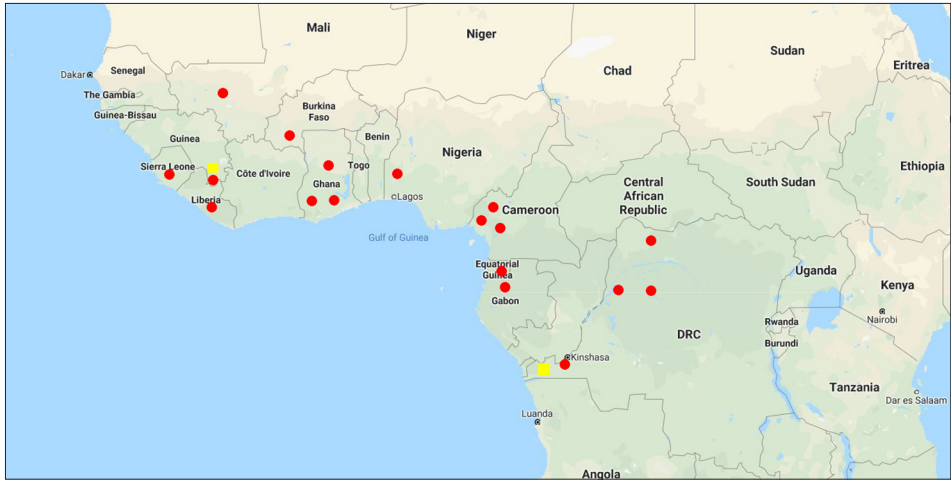 Mali
Niger
Sudan
Chad
Eritrea
Dakar
Senegal
The Gambia
Guinea-Bissau
Burkina
Faso
Guinea
Benin
Nigeria
Sierra Leone
Côte d'Ivoire
Togo
Ghana
Ethiopia
South Sudan
Central
African
Republic
Liberia
Lagos
Cameroon
Gulf of Guinea
Equatorial
Guinea
Gabon
Uganda
Kenya
Nairobi
Rwanda
Burundi
DRC
Kinshasa
Tanzania
Dar es Salaam
Luanda
Angola